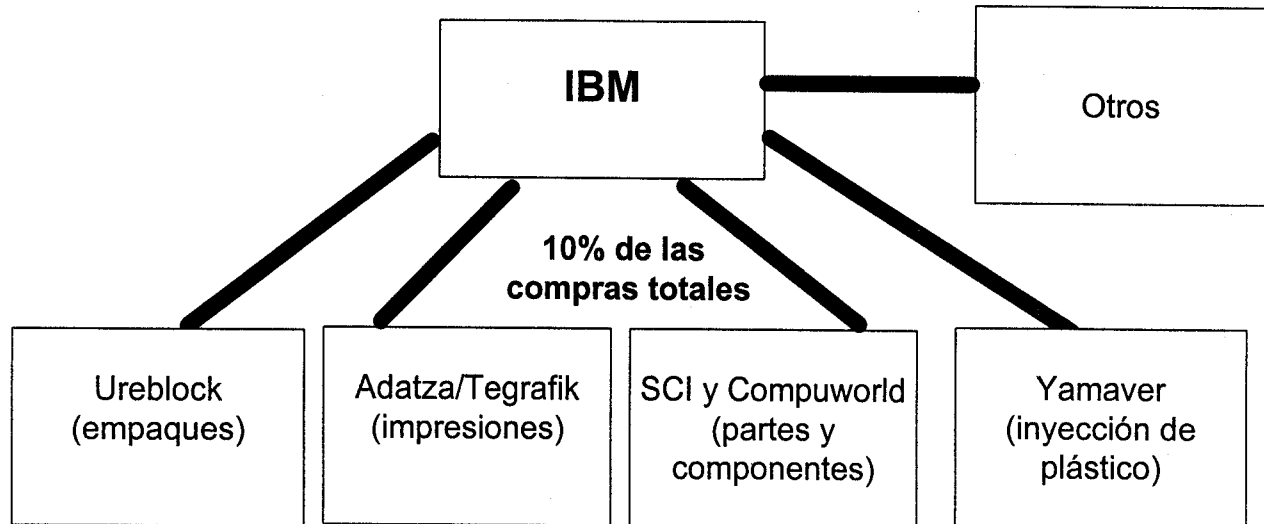 IBM
Otros
10% de las
compras totales
Ureblock
(empaques)
Adatza/Tegrafik
(impresiones)
SCI y Compuworld
(partes y
componentes)
Yamaver
(inyección de
plástico)